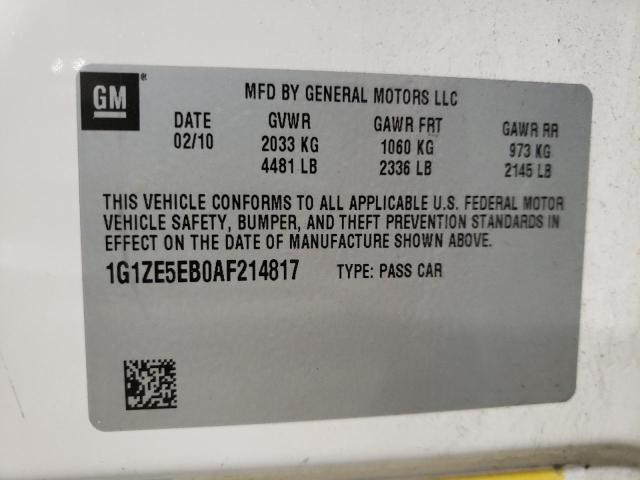 GM
MFD BY GENERAL MOTORS LLC
DATE GVWR GAWR FRT GAWR RR
02/10 2033 KG 1060 KG 973 KG
4481 LB 2336 LB 2145 LB
THIS VEHICLE CONFORMS TO ALL APPLICABLE U.S. FEDERAL MOTOR
VEHICLE SAFETY, BUMPER, AND THEFT PREVENTION STANDARDS IN
EFFECT ON THE DATE OF MANUFACTURE SHOWN ABOVE.
1G1ZE5EB0AF214817 TYPE: PASS CAR